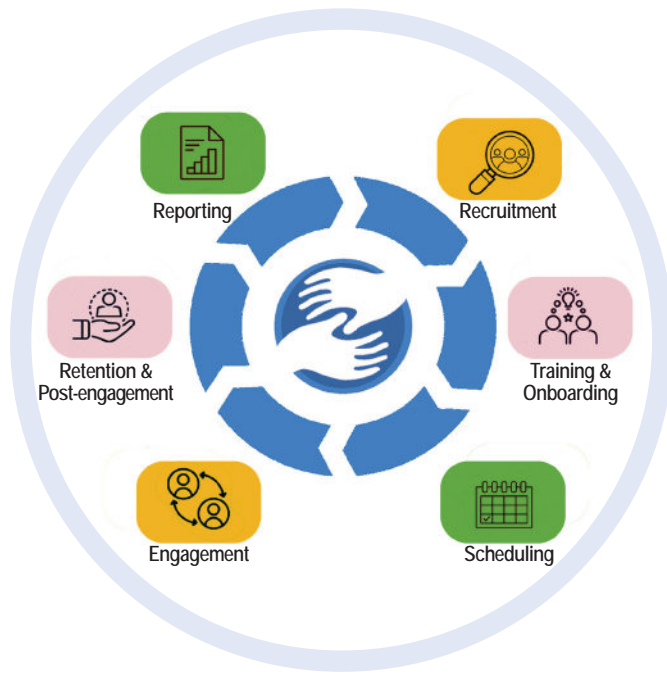 Reporting
Recruitment
Retention &
Post-engagement
Training &
Onboarding
Engagement
Scheduling